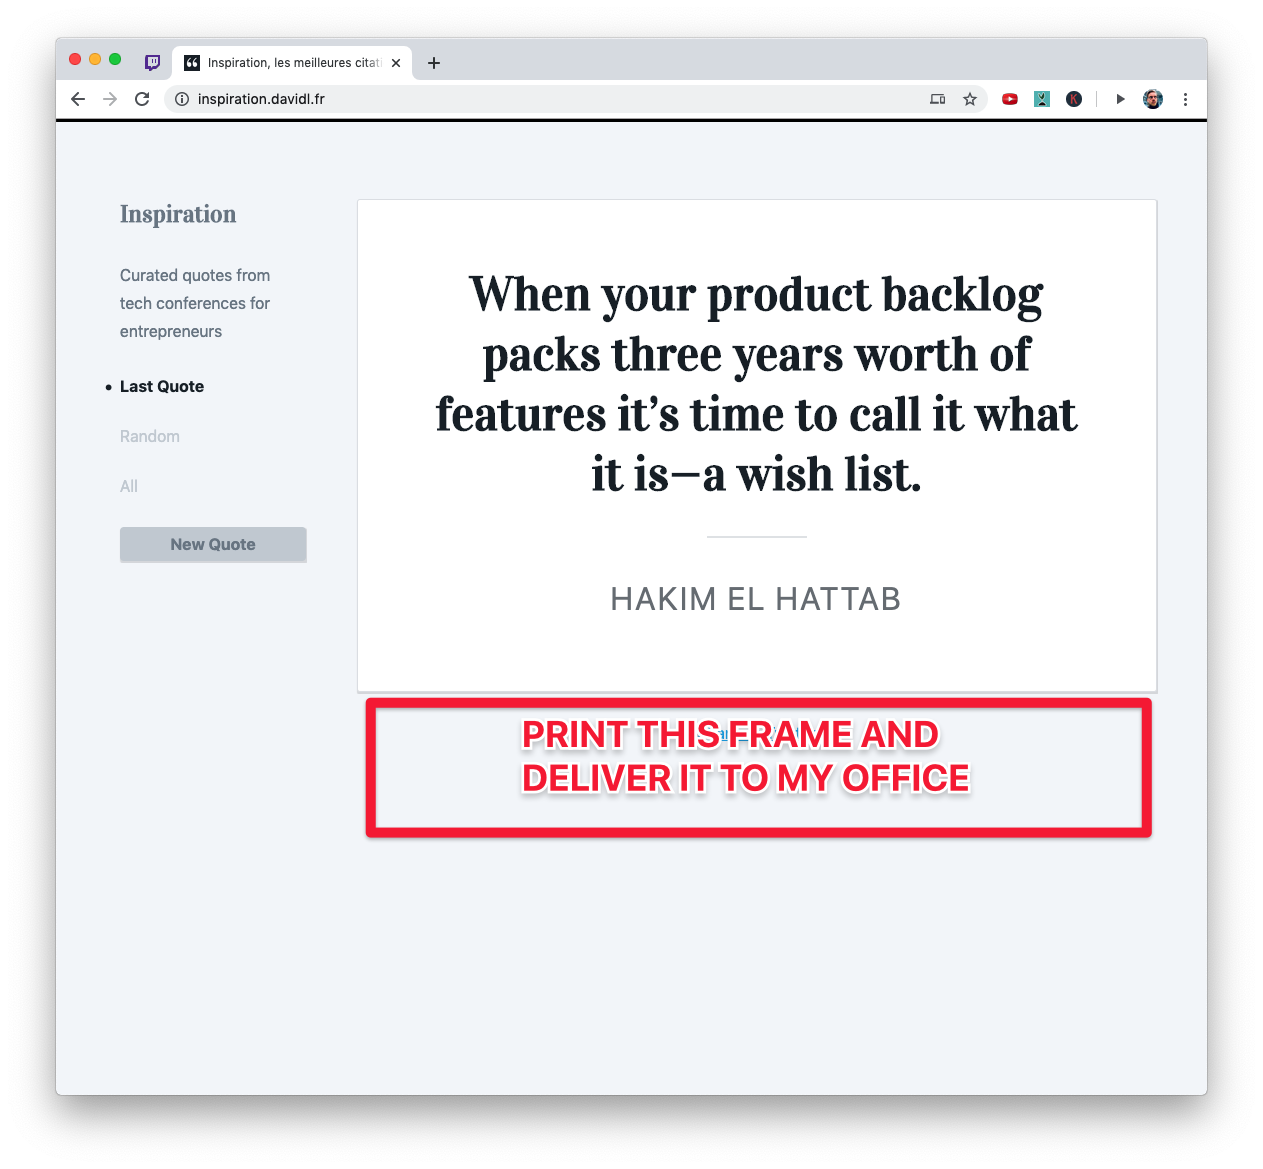 Inspiration, les meilleures citati
inspiration.davidl.fr
Inspiration
Curated quotes from
tech conferences for
entrepreneurs
• Last Quote
Random
All
New Quote
When your product backlog
packs three years worth of
features it’s time to call it what
it is—a wish list.
HAKIM EL HATTAB
PRINT THIS FRAME AND
DELIVER IT TO MY OFFICE